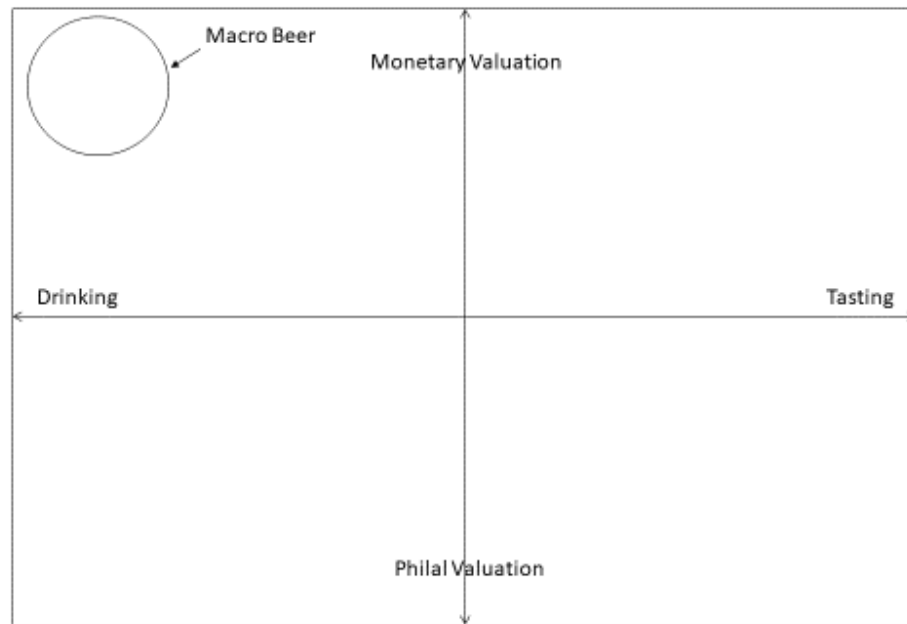 Macro Beer
Monetary Valuation
Drinking
Tasting
Philal Valuation